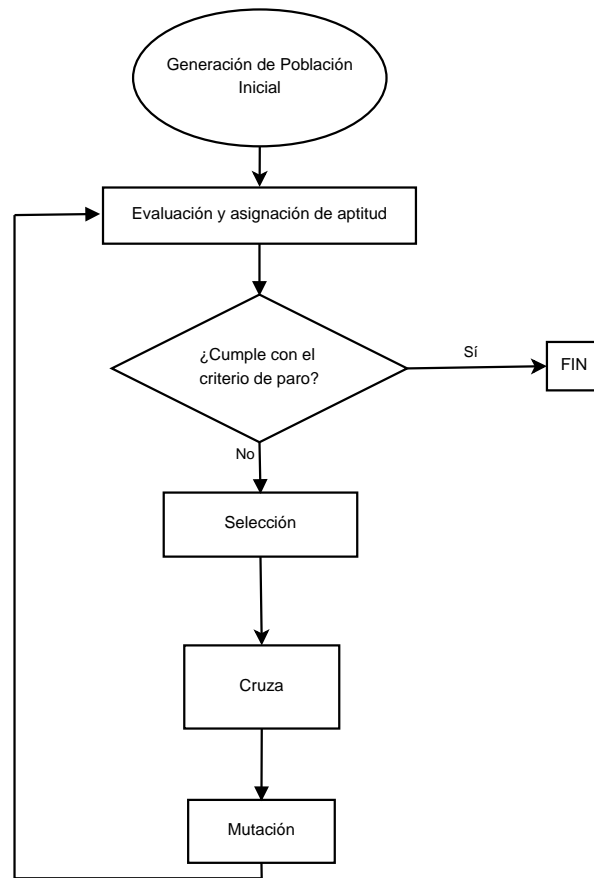 Generación de Población
Inicial
Evaluación y asignación de aptitud
¿Cumple con el
criterio de paro?
Sí
FIN
No
Selección
Cruza
Mutación